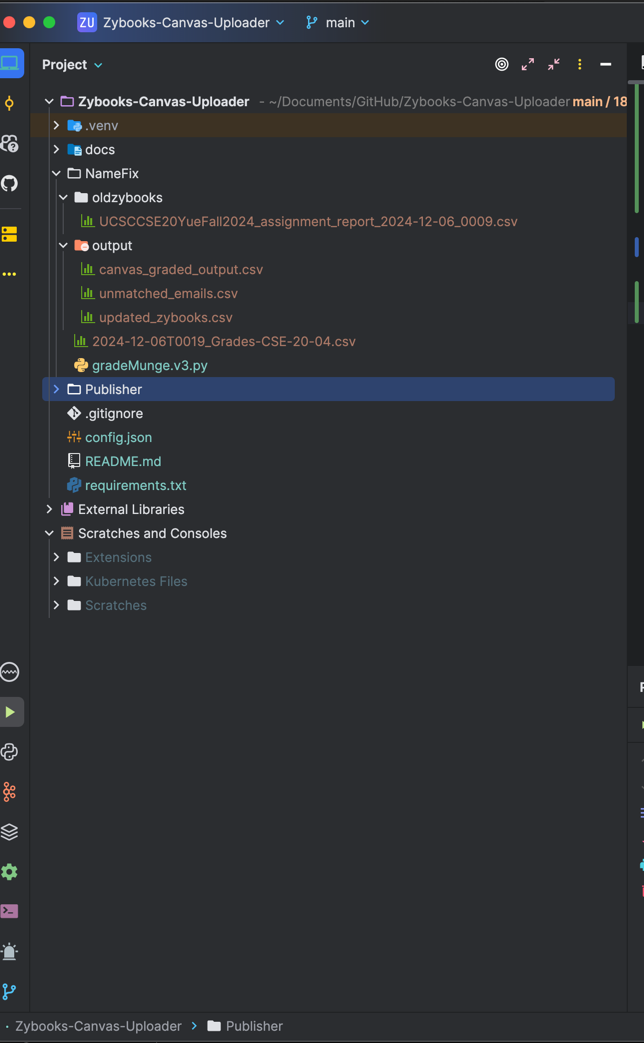 ZU Zybooks-Canvas-Uploader main
Project
Zybooks-Canvas-Uploader - ~/Documents/GitHub/Zybooks-Canvas-Uploader main / 18
.venv
docs
NameFix
oldzybooks
UCSCCSE20YueFall2024_assignment_report_2024-12-06_0009.csv
output
canvas_graded_output.csv
unmatched_emails.csv
updated_zybooks.csv
2024-12-06T0019_Grades-CSE-20-04.csv
gradeMunge.v3.py
Publisher
.gitignore
config.json
README.md
requirements.txt
External Libraries
Scratches and Consoles
Extensions
Kubernetes Files
Scratches
Zybooks-Canvas-Uploader > Publisher